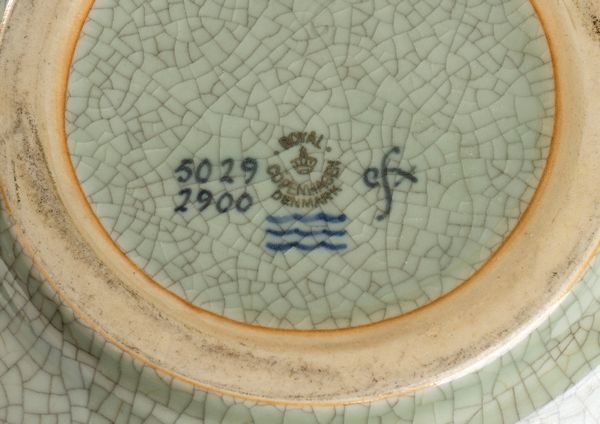 5029
2900
ROYAL
COPENHAGEN
DENMARK